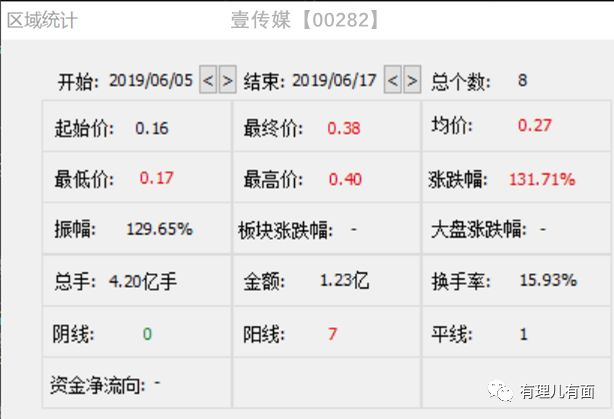 区域统计 壹传媒【00282】
开始: 2019/06/05 < > 结束: 2019/06/17 < > 总个数: 8
起始价: 0.16 最终价: 0.38 均价: 0.27
最低价: 0.17 最高价: 0.40 涨跌幅: 131.71%
振幅: 129.65% 板块涨跌幅: - 大盘涨跌幅: -
总手: 4.20亿手 金额: 1.23亿 换手率: 15.93%
阴线: 0 阳线: 7 平线: 1
资金净流向: -
有理儿有面